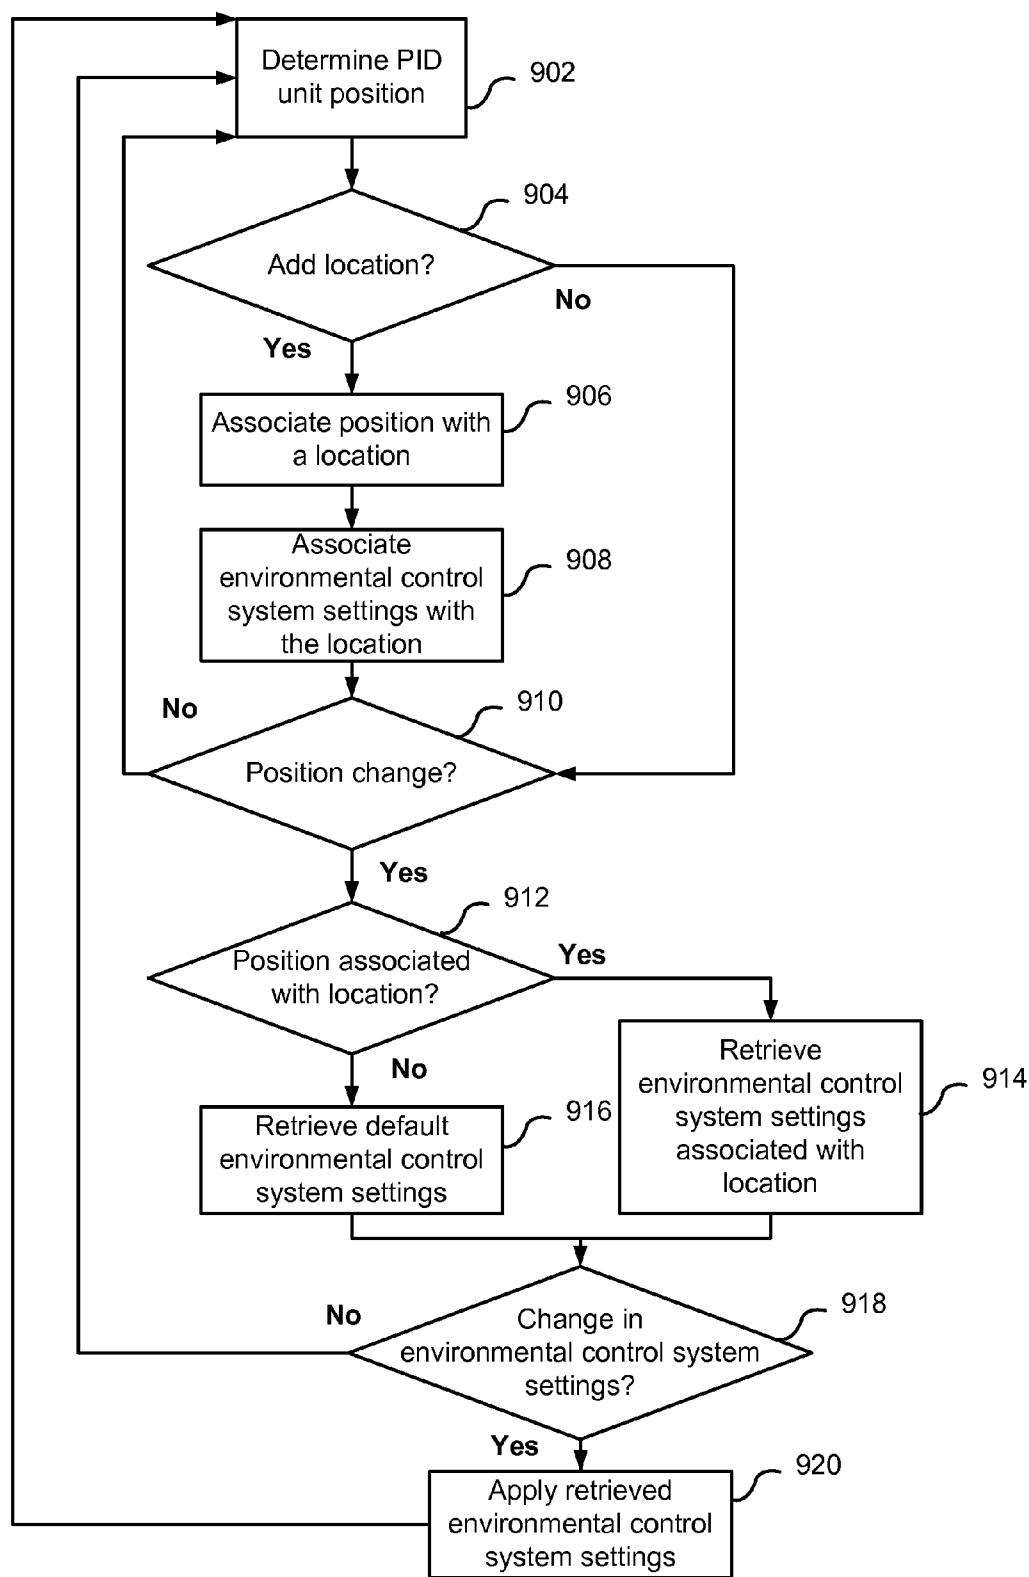 Determine PID
unit position
902
904
Add location?
No
Yes
906
Associate position with
a location
Associate
environmental control
system settings with
the location
908
No
910
Position change?
Yes
912
Position associated
with location?
Yes
No
Retrieve
environmental control
system settings
associated with
location
914
916
Retrieve default
environmental control
system settings
No
918
Change in
environmental control system
settings?
Yes
920
Apply retrieved
environmental control
system settings